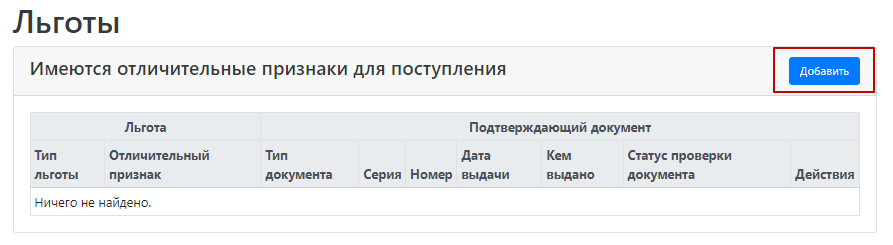 Льготы
Имеются отличительные признаки для поступления
Добавить
Льгота
Подтверждающий документ
Тип льготы
Отличительный признак
Тип документа
Серия
Номер
Дата выдачи
Кем выдано
Статус проверки документа
Действия
Ничего не найдено.